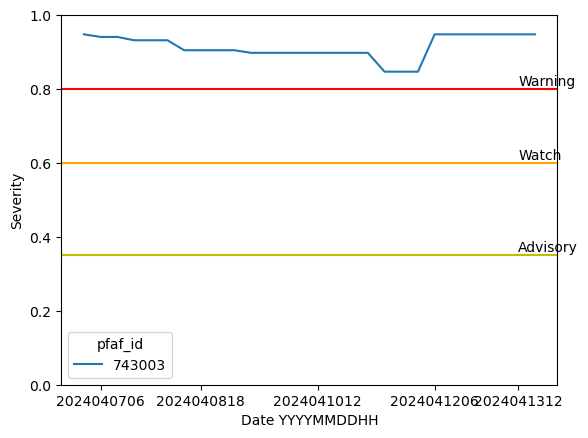 1.0
0.8
0.6
0.4
0.2
0.0
Severity
Warning
Watch
Advisory
pfaf_id
743003
2024040706
2024040818
2024041012
2024041206
2024041312
Date YYYYMMDDHH